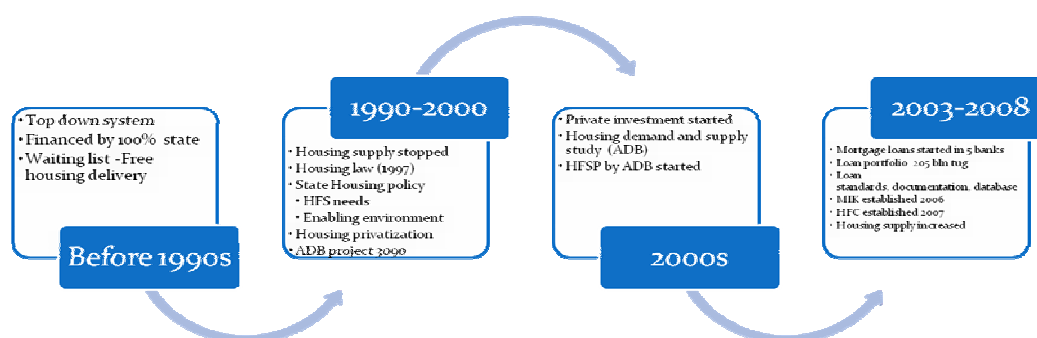 • Top down system
• Financed by 100% state
• Waiting list -Free
housing delivery
Before 1990s
1990-2000
• Housing supply stopped
• Housing law (1997)
• State Housing policy
• HFS needs
• Enabling environment
• Housing privatization
• ADB project 3090
• Private investment started
• Housing demand and supply
study (ADB)
• HFSP by ADB started
2000s
2003-2008
• Mortgage loans started in 5 banks
• Loan portfolio 205 bln tug
• Loan
standards, documentation, database
• MIK established 2006
• HFC established 2007
• Housing supply increased